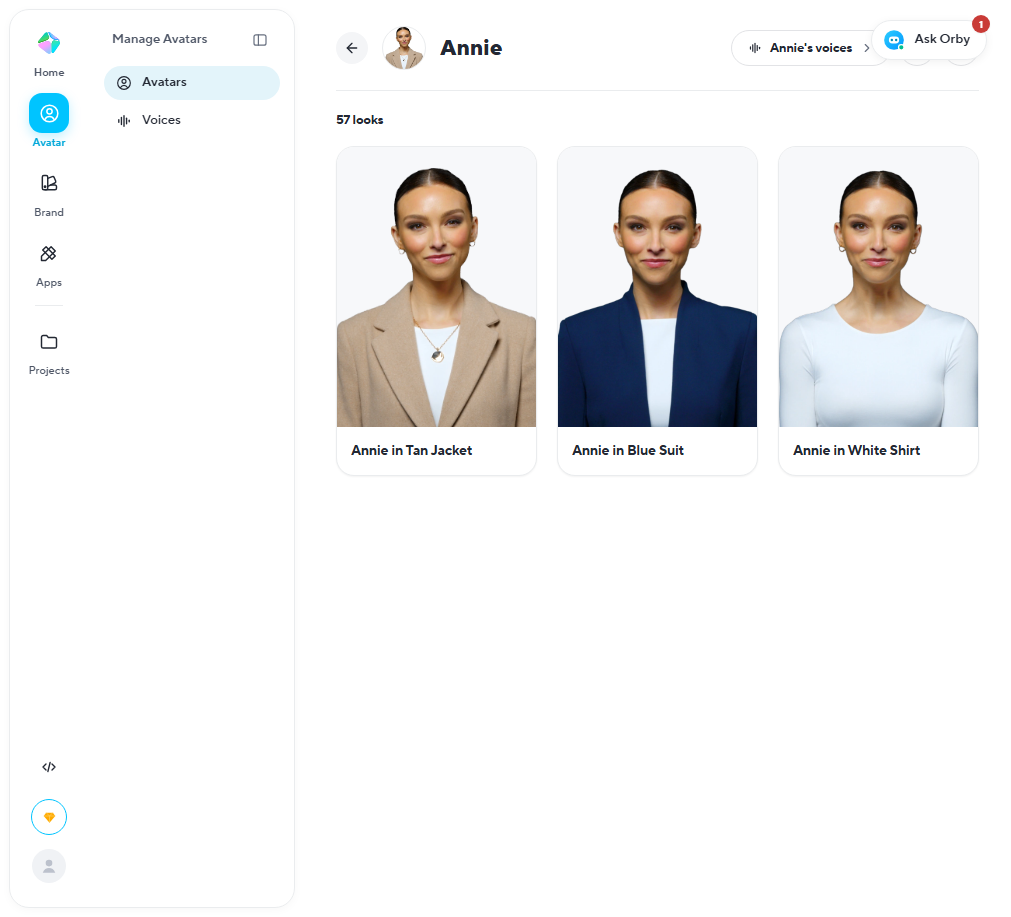 Home
Avatar
Brand
Apps
Projects
Manage Avatars
Avatars
Voices
Annie
Annie's voices
Ask Orby
1
57 looks
Annie in Tan Jacket
Annie in Blue Suit
Annie in White Shirt